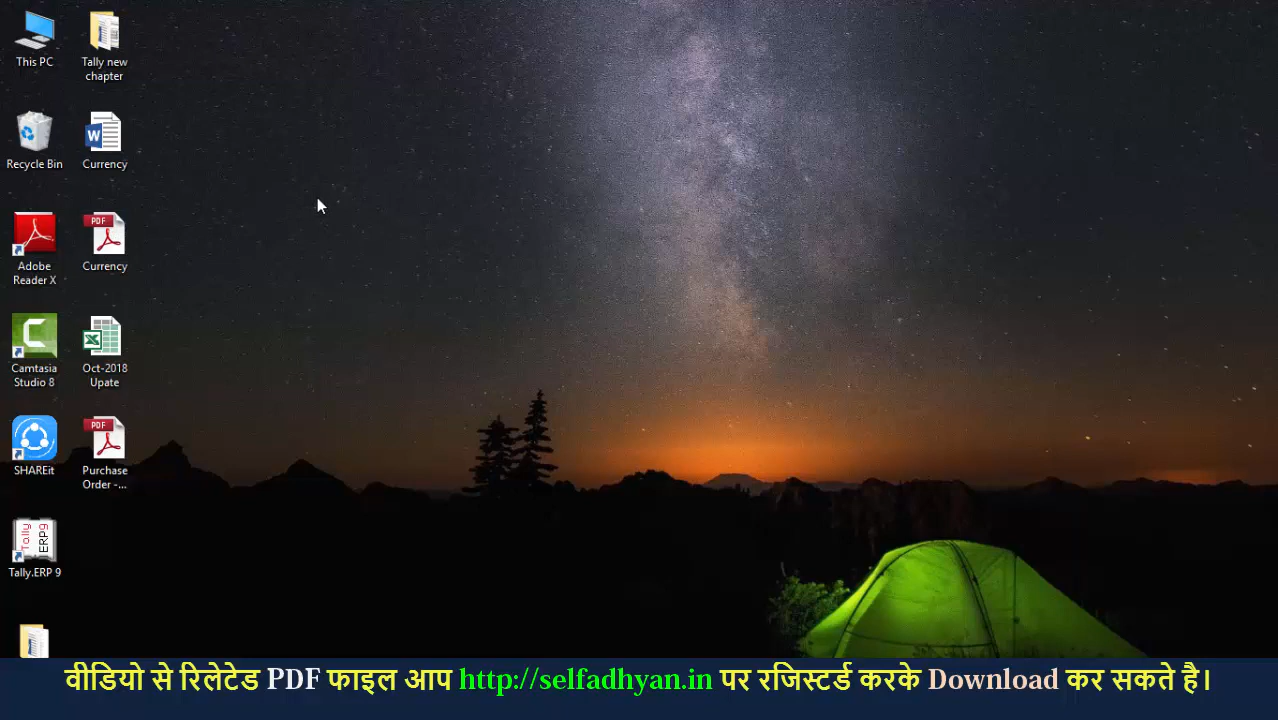 This PC
Tally new
chapter
Recycle Bin
W
Currency
Adobe
Reader X
PDF
Currency
Camtasia
Studio 8
Oct-2018
Upate
SHAREit
PDF
Purchase
Order -...
Tally
ERP9
Tally.ERP 9
वीडियो से रिलेटेड PDF फाइल आप http://selfadhyan.in पर रजिस्टर्ड करके Download कर सकते है।